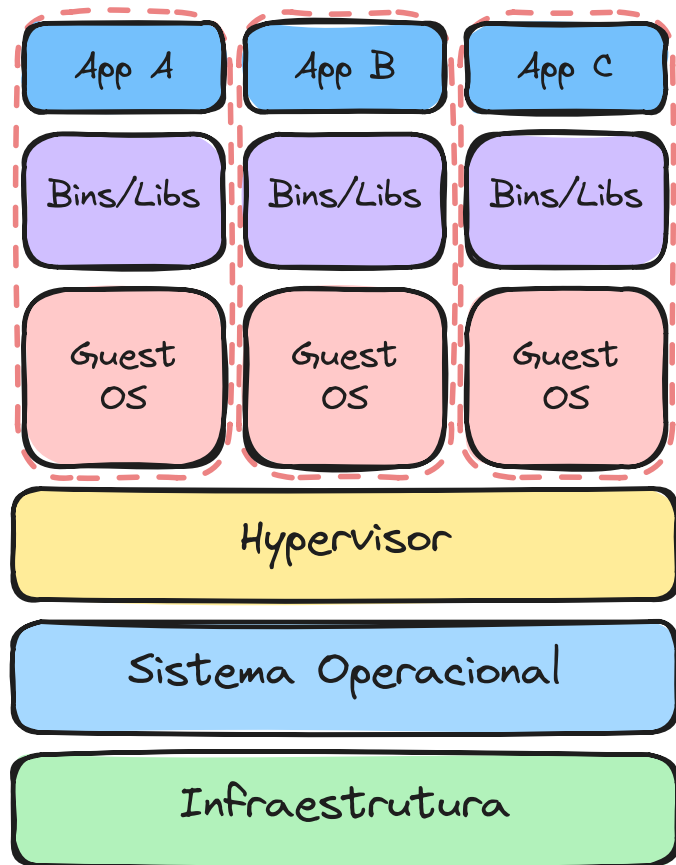 App A
App B
App C
Bins/Libs
Bins/Libs
Bins/Libs
Guest
OS
Guest
OS
Guest
OS
Hypervisor
Sistema Operacional
Infraestrutura